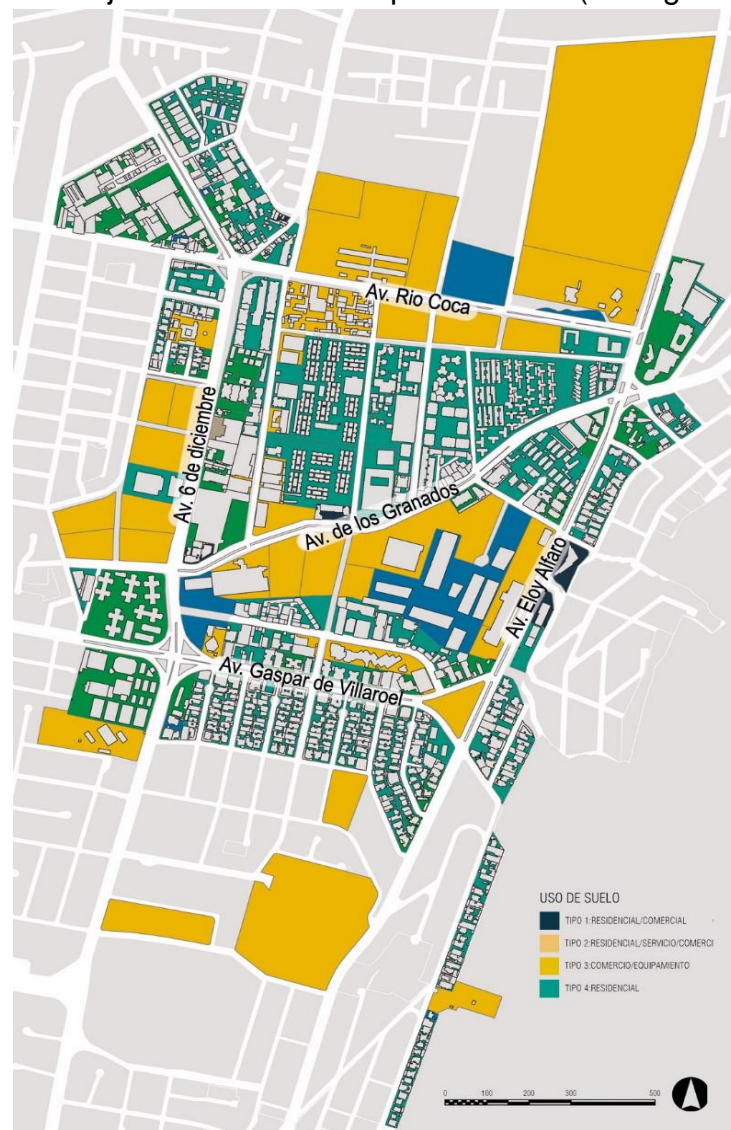 Av. Rio Coca
Av. 6 de diciembre
Av. de los Granados
Av. Eloy Alfaro
Av. Gaspar de Villaroel
USO DE SUELO
TIPO 1:RESIDENCIAL/COMERCIAL
TIPO 2:RESIDENCIAL/SERVICIO/COMERCI
TIPO 3:COMERCIO/EQUIPAMIENTO
TIPO 4:RESIDENCIAL
0 100 200 300 500